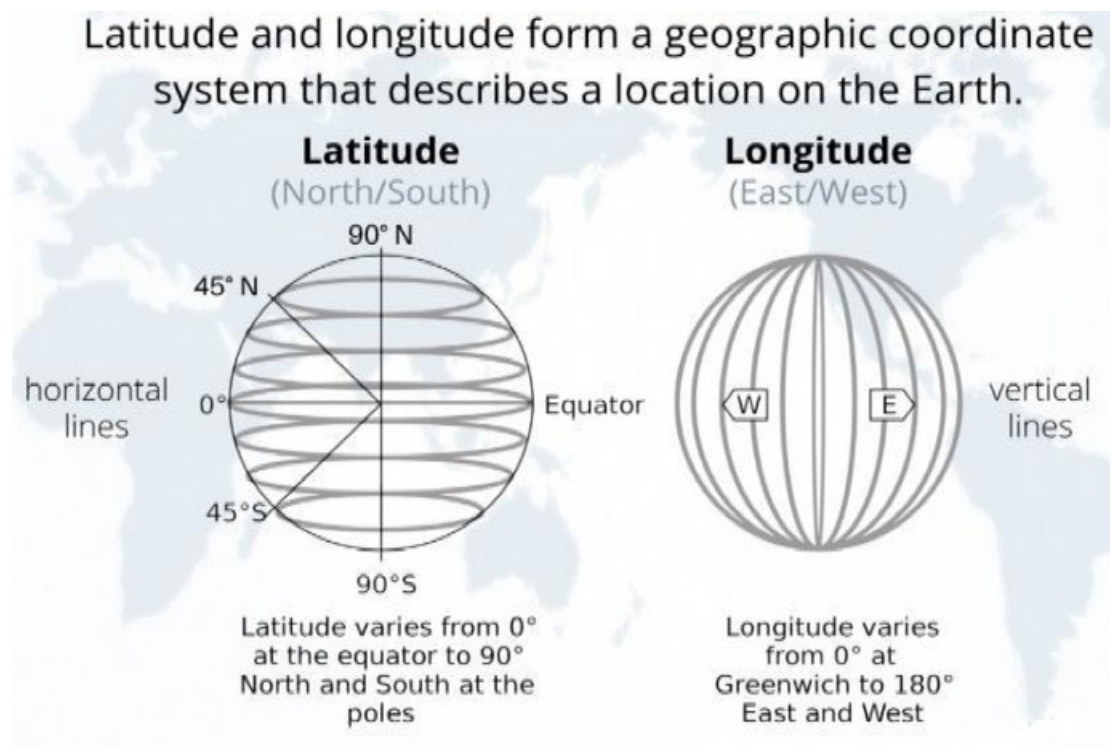 Latitude and longitude form a geographic coordinate
system that describes a location on the Earth.
Latitude
(North/South)
90° N
45° N
horizontal
lines
0°
Equator
45°S
90°S
Latitude varies from 0°
at the equator to 90°
North and South at the
poles
Longitude
(East/West)
W
E
vertical
lines
Longitude varies
from 0° at
Greenwich to 180°
East and West